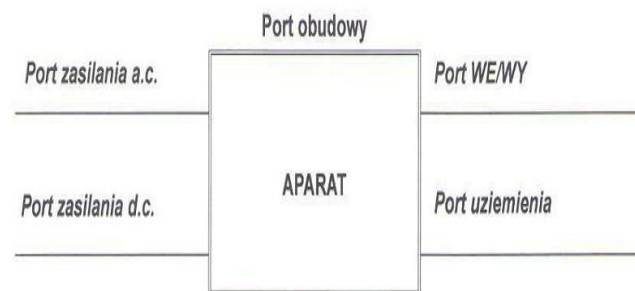 Port obudowy
Port zasilania a.c.
Port WE/WY
APARAT
Port zasilania d.c.
Port uziemienia